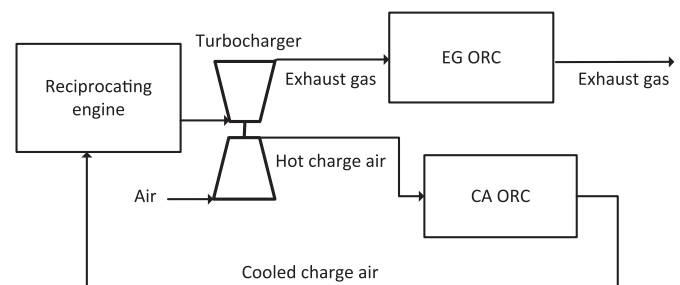 Turbocharger
EG ORC
Reciprocating
engine
Exhaust gas
Exhaust gas
Hot charge air
Air
CA ORC
Cooled charge air